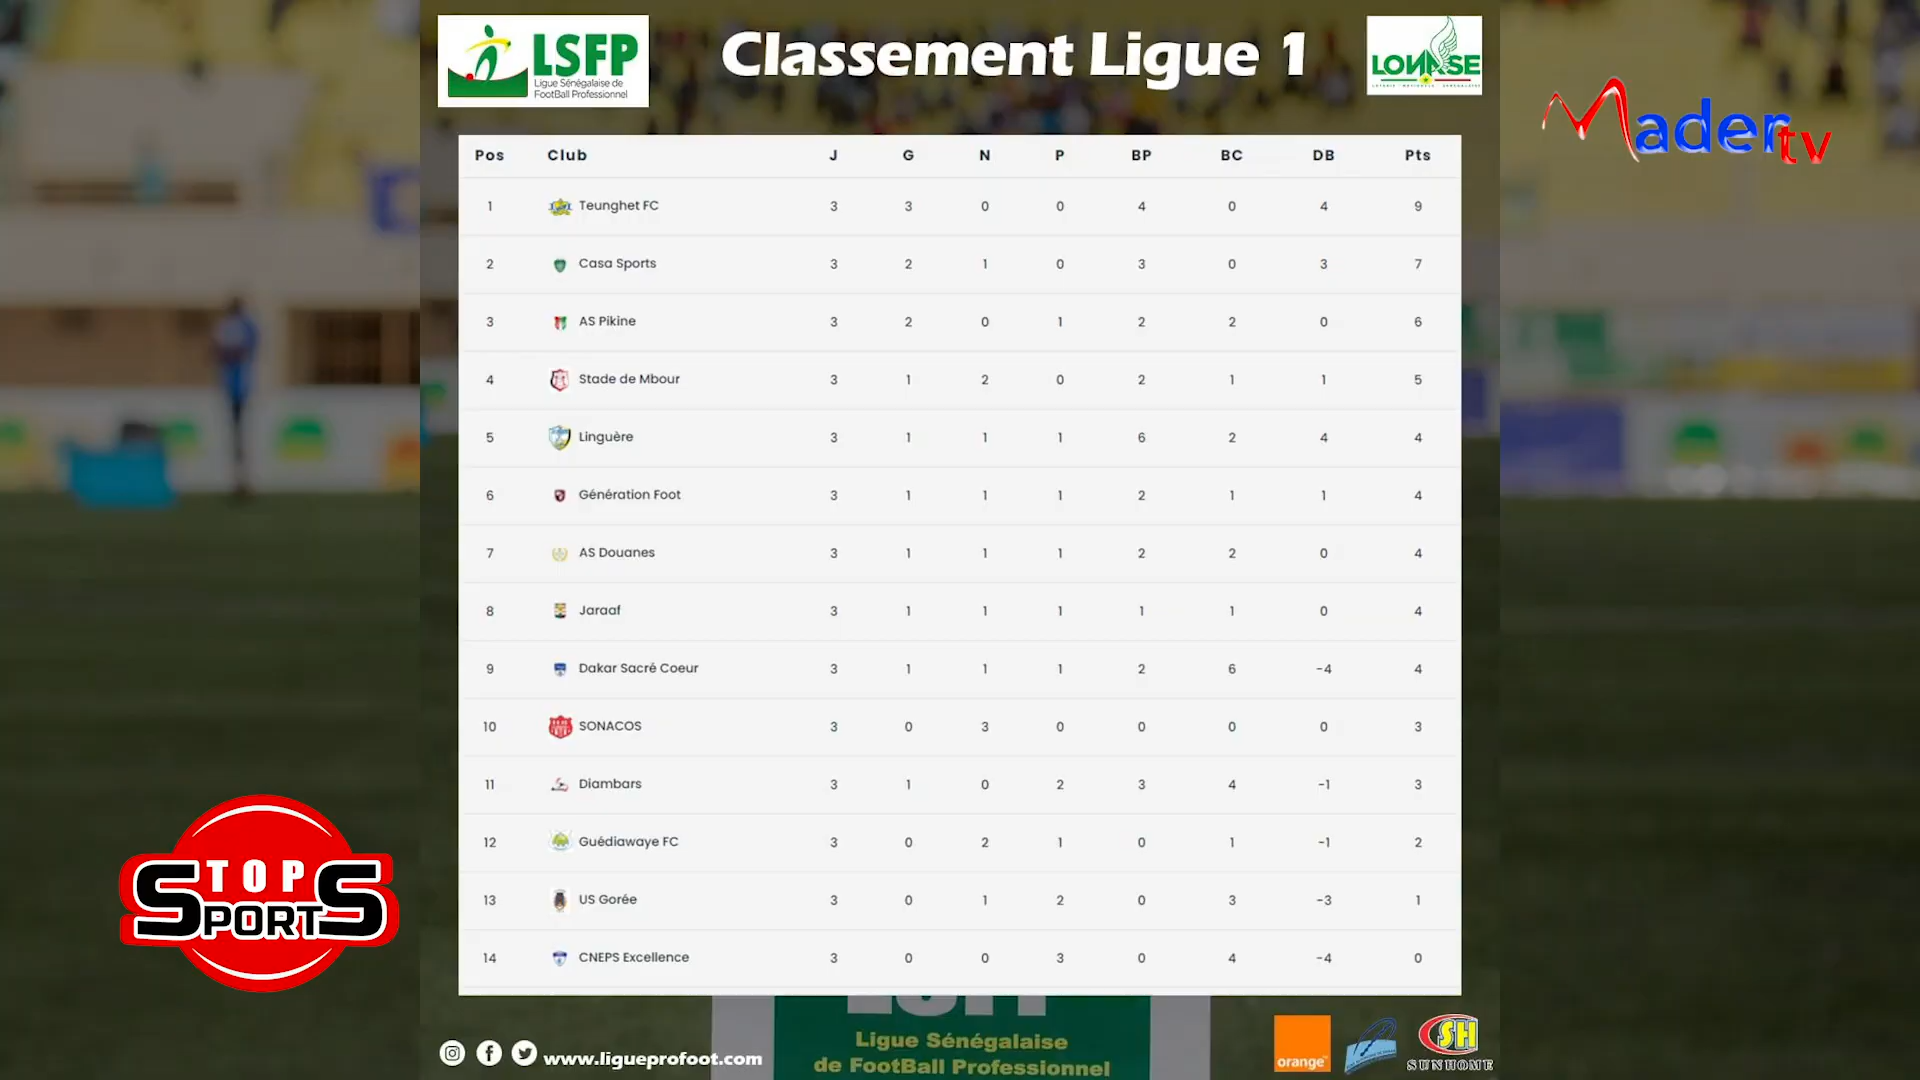 LSFP
Ligue Sénégalaise de
FootBall Professionnel
Classement Ligue 1
LONASE
Mader tv
Pos Club J G N P BP BC DB Pts
1 Teunghet FC 3 3 0 0 4 0 4 9
2 Casa Sports 3 2 1 0 3 0 3 7
3 AS Pikine 3 2 0 1 2 2 0 6
4 Stade de Mbour 3 1 2 0 2 1 1 5
5 Linguère 3 1 1 1 6 2 4 4
6 Génération Foot 3 1 1 1 2 1 1 4
7 AS Douanes 3 1 1 1 2 2 0 4
8 Jaraaf 3 1 1 1 1 1 0 4
9 Dakar Sacré Coeur 3 1 1 1 2 6 -4 4
10 SONACOS 3 0 3 0 0 0 0 3
11 Diambars 3 1 0 2 3 4 -1 3
12 Guédiawaye FC 3 0 2 1 0 1 -1 2
13 US Gorée 3 0 1 2 0 3 -3 1
14 CNEPS Excellence 3 0 0 3 0 4 -4 0
TOP
SPORTS
Ligue Sénégalaise
de FootBall Professionnel
www.ligueprofoot.com
orange
SH
SUNHOME